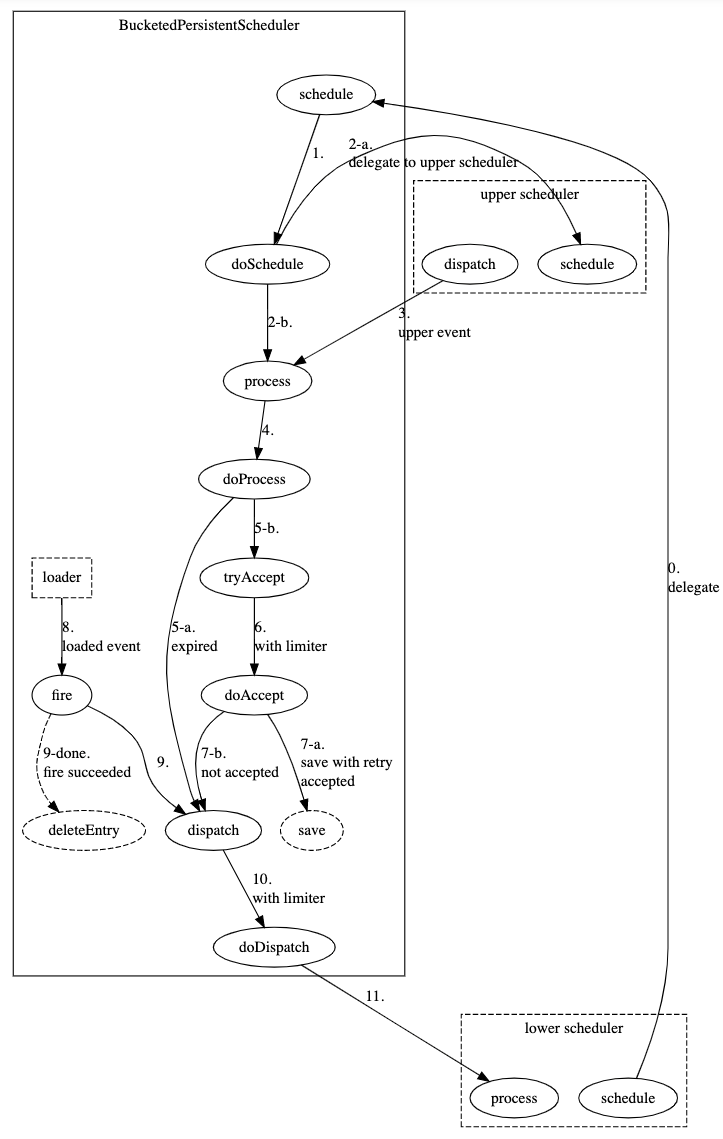 BucketedPersistentScheduler
schedule
1.
2-a.
delegate to upper scheduler
upper scheduler
doSchedule
dispatch
schedule
2-b.
3.
upper event
process
4.
doProcess
5-b.
loader
tryAccept
0.
delegate
8.
loaded event
5-a.
expired
6.
with limiter
fire
doAccept
9-done.
fire succeeded
9.
7-b.
not accepted
7-a.
save with retry
accepted
deleteEntry
dispatch
save
10.
with limiter
doDispatch
11.
lower scheduler
process
schedule